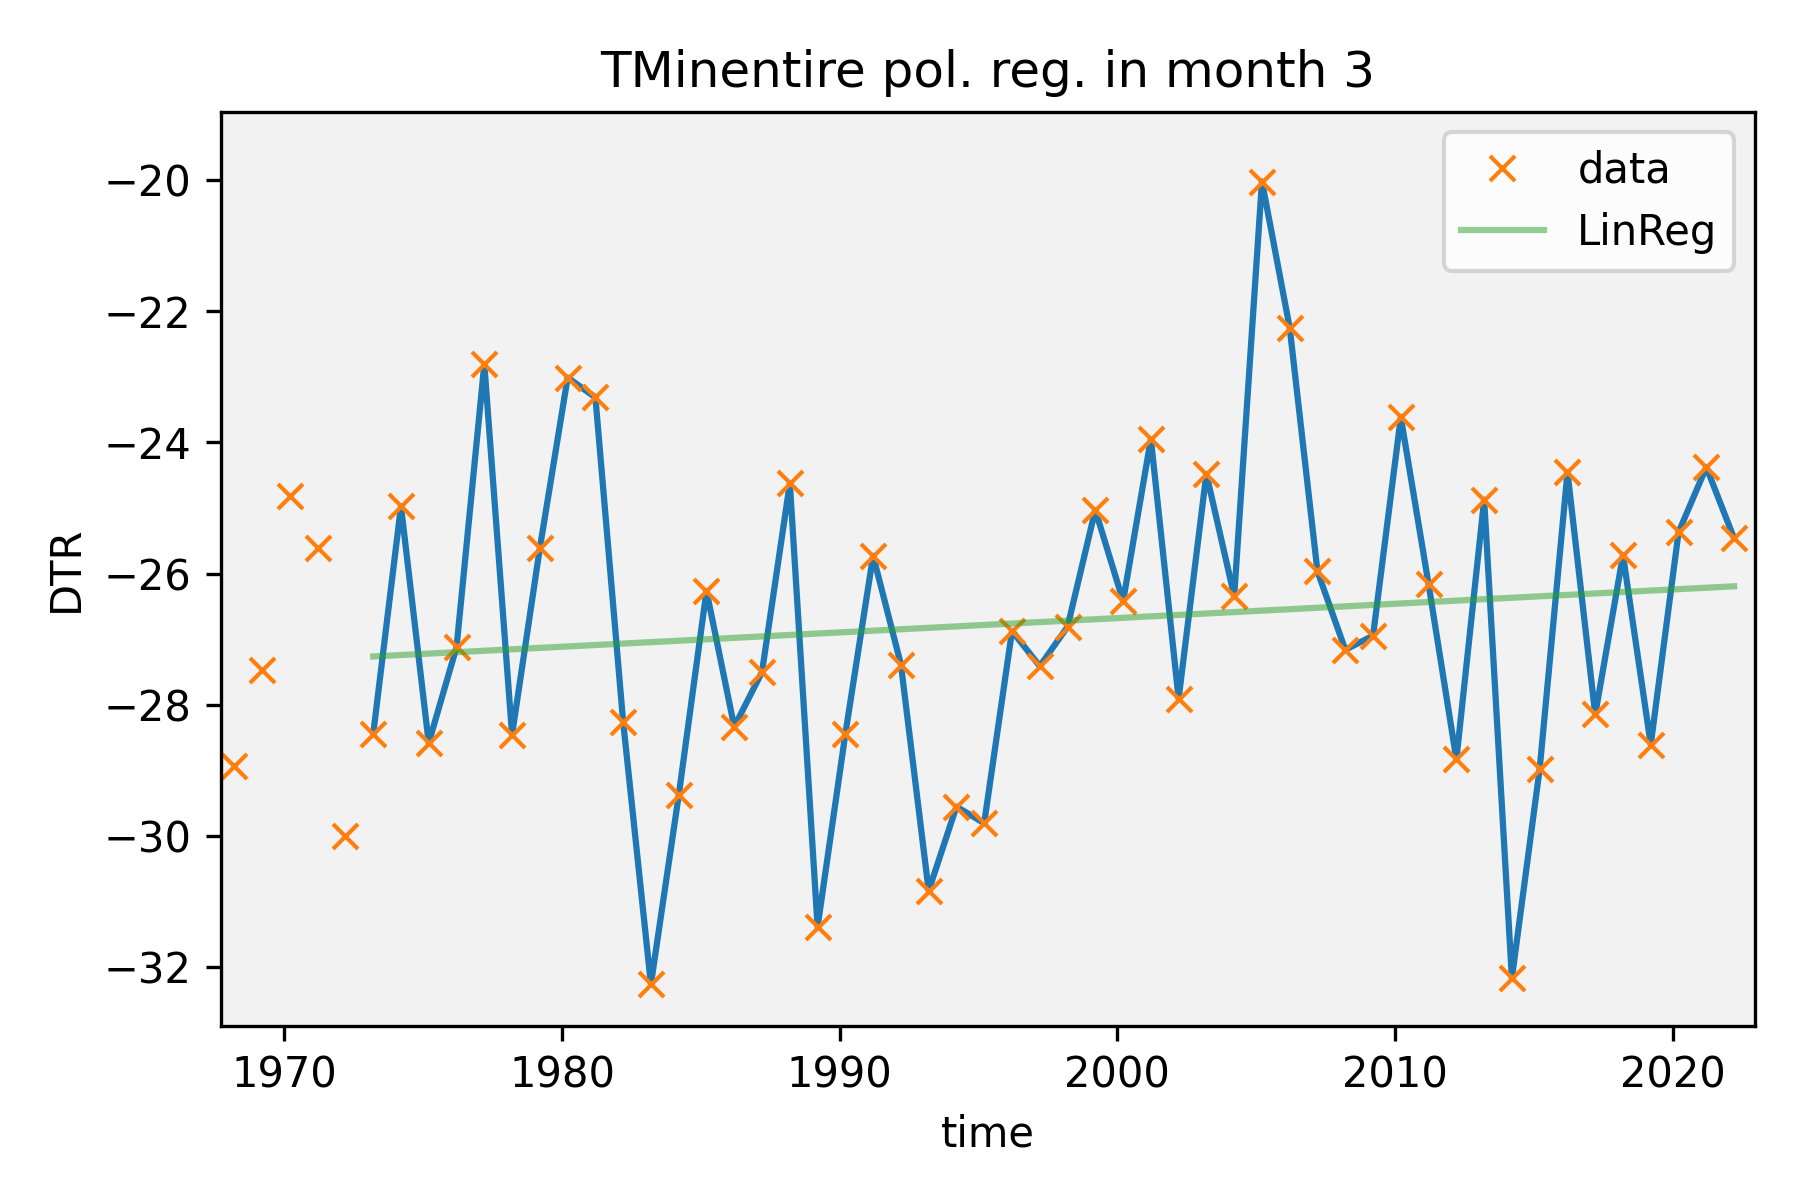 TMinentire pol. reg. in month 3
data
LinReg
DTR
−20
−22
−24
−26
−28
−30
−32
1970
1980
1990
2000
2010
2020
time